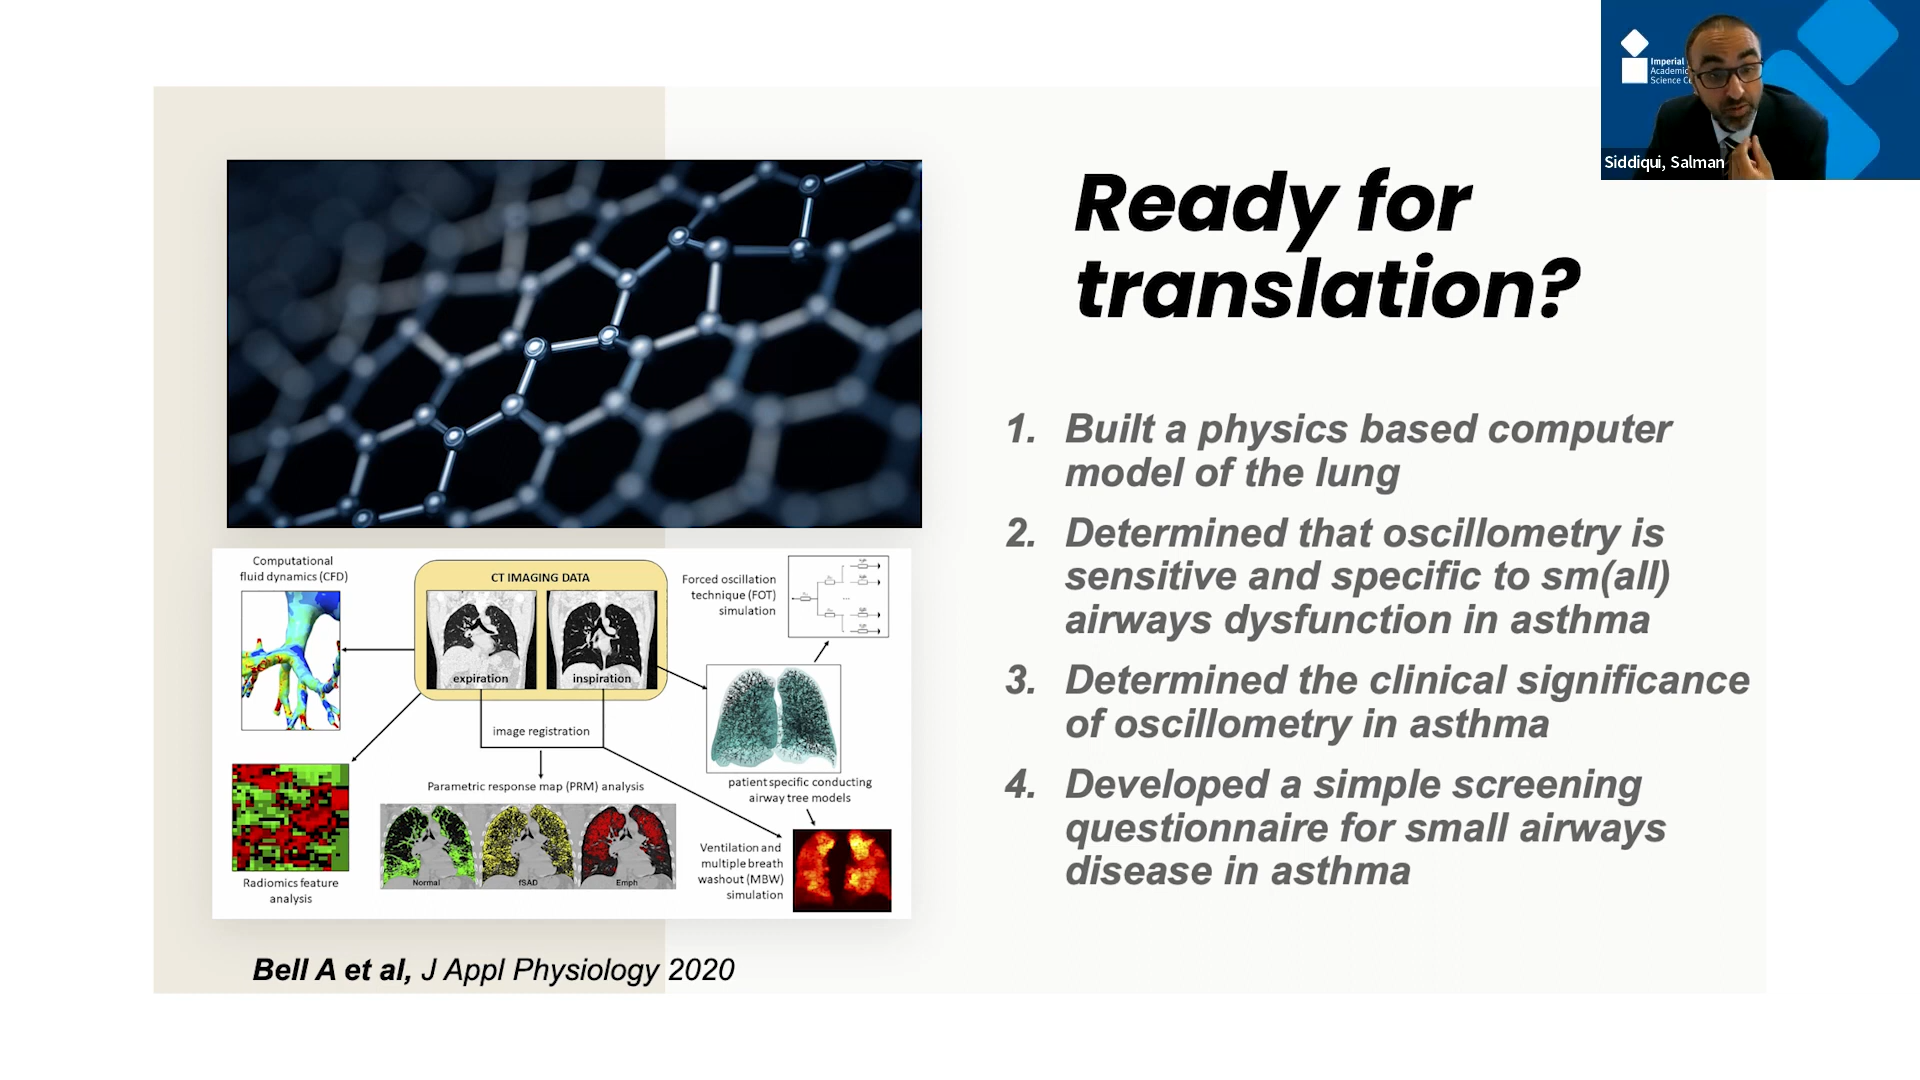 Imperial
Academic
Science
Siddiqui, Salman
Ready for
translation?
1. Built a physics based computer
model of the lung
2. Determined that oscillometry is
sensitive and specific to sm(all)
airways dysfunction in asthma
3. Determined the clinical significance
of oscillometry in asthma
4. Developed a simple screening
questionnaire for small airways
disease in asthma
Computational
fluid dynamics (CFD)
CT IMAGING DATA
expiration
inspiration
Forced oscillation
technique (FOT)
simulation
image registration
Parametric response map (PRM) analysis
Normal
fSAD
Emph
patient specific conducting
airway tree models
Ventilation and
multiple breath
washout (MBW)
simulation
Radiomics feature
analysis
Bell A et al, J Appl Physiology 2020